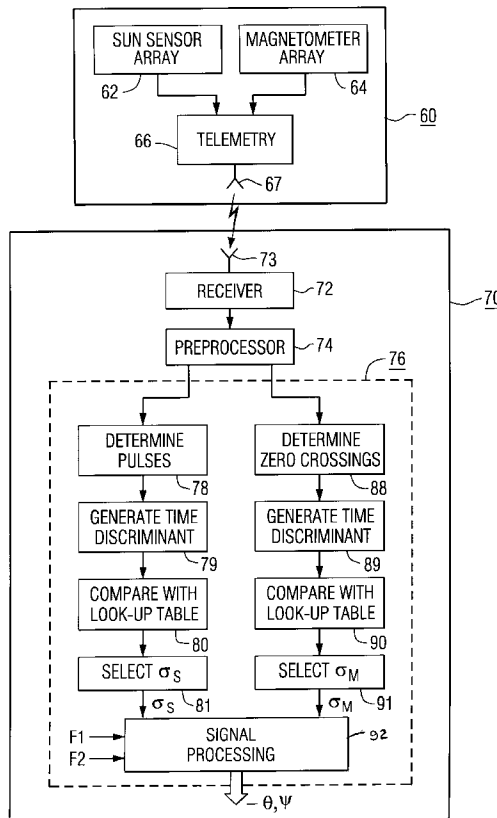 SUN SENSOR
ARRAY
62
MAGNETOMETER
ARRAY
64
66
TELEMETRY
60
67
73
RECEIVER
72
70
PREPROCESSOR
74
76
DETERMINE
PULSES
78
DETERMINE
ZERO CROSSINGS
88
GENERATE TIME
DISCRIMINANT
79
GENERATE TIME
DISCRIMINANT
89
COMPARE WITH
LOOK-UP TABLE
80
COMPARE WITH
LOOK-UP TABLE
90
SELECT σS
81
SELECT σM
91
σS
σM
F1
F2
SIGNAL
PROCESSING
92
θ, Ψ